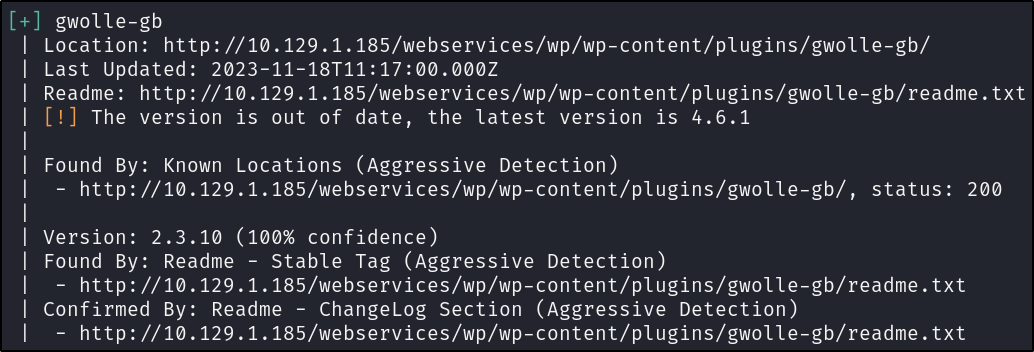 [+] gwolle-gb
| Location: http://10.129.1.185/webservices/wp/wp-content/plugins/gwolle-gb/
| Last Updated: 2023-11-18T11:17:00.000Z
| Readme: http://10.129.1.185/webservices/wp/wp-content/plugins/gwolle-gb/readme.txt
| [!] The version is out of date, the latest version is 4.6.1
|
| Found By: Known Locations (Aggressive Detection)
|  - http://10.129.1.185/webservices/wp/wp-content/plugins/gwolle-gb/, status: 200
|
| Version: 2.3.10 (100% confidence)
| Found By: Readme - Stable Tag (Aggressive Detection)
|  - http://10.129.1.185/webservices/wp/wp-content/plugins/gwolle-gb/readme.txt
| Confirmed By: Readme - ChangeLog Section (Aggressive Detection)
|  - http://10.129.1.185/webservices/wp/wp-content/plugins/gwolle-gb/readme.txt